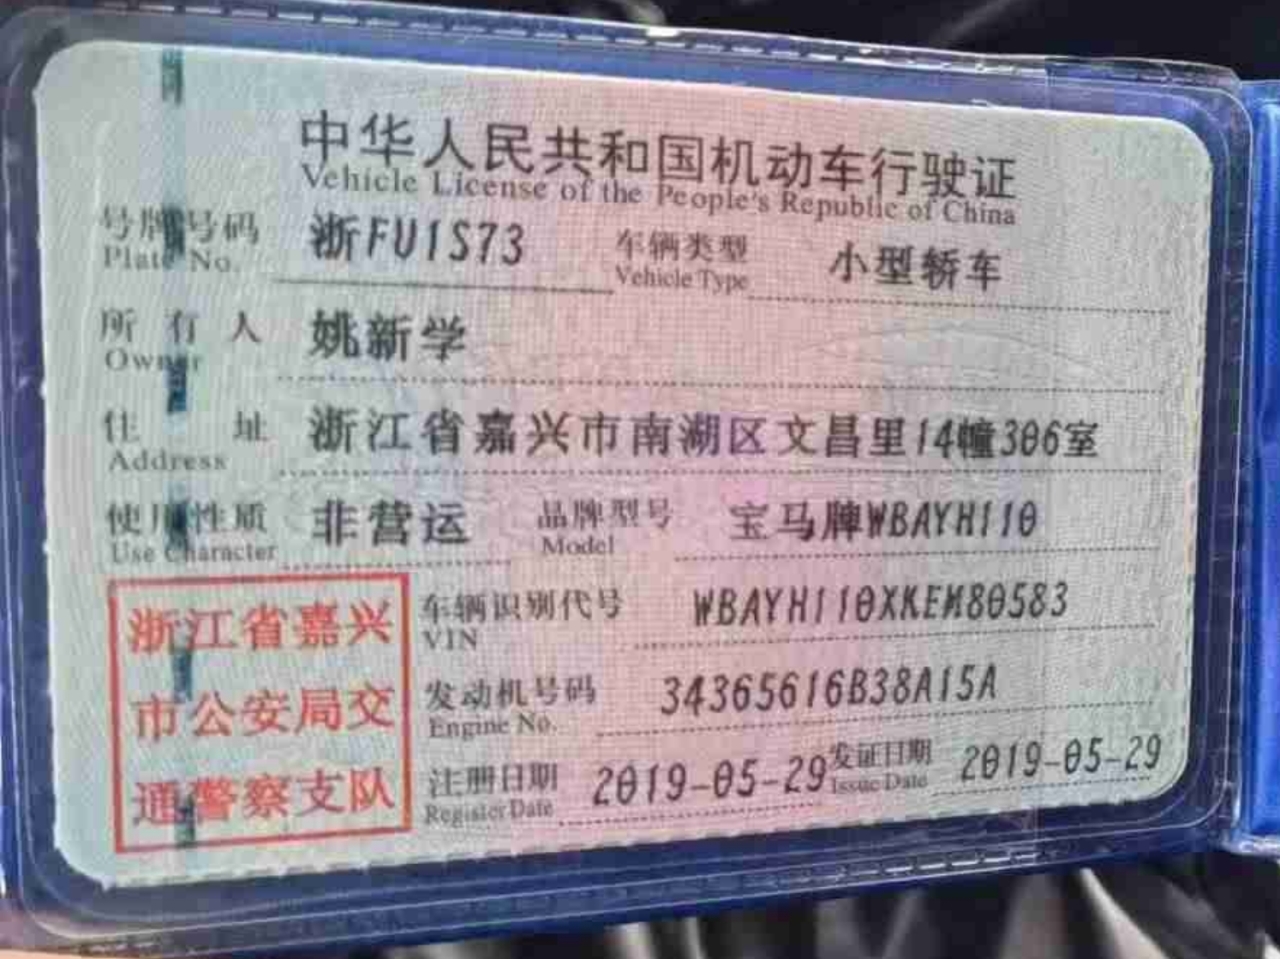 中华人民共和国机动车行驶证
Vehicle License of the People's Republic of China
号牌号码 浙FU1S73 车辆类型 小型轿车
Plate No. Vehicle Type
所有人 姚新学
Owner
住址 浙江省嘉兴市南湖区文昌里14幢306室
Address
使用性质 非营运 品牌型号 宝马牌WBAYH110
Use Character Model
浙江省嘉兴
市公安局交
通警察支队
车辆识别代号 WBAYH110XKEM80583
VIN
发动机号码 34365616B38A15A
Engine No.
注册日期 2019-05-29 发证日期 2019-05-29
Register Date Issue Date